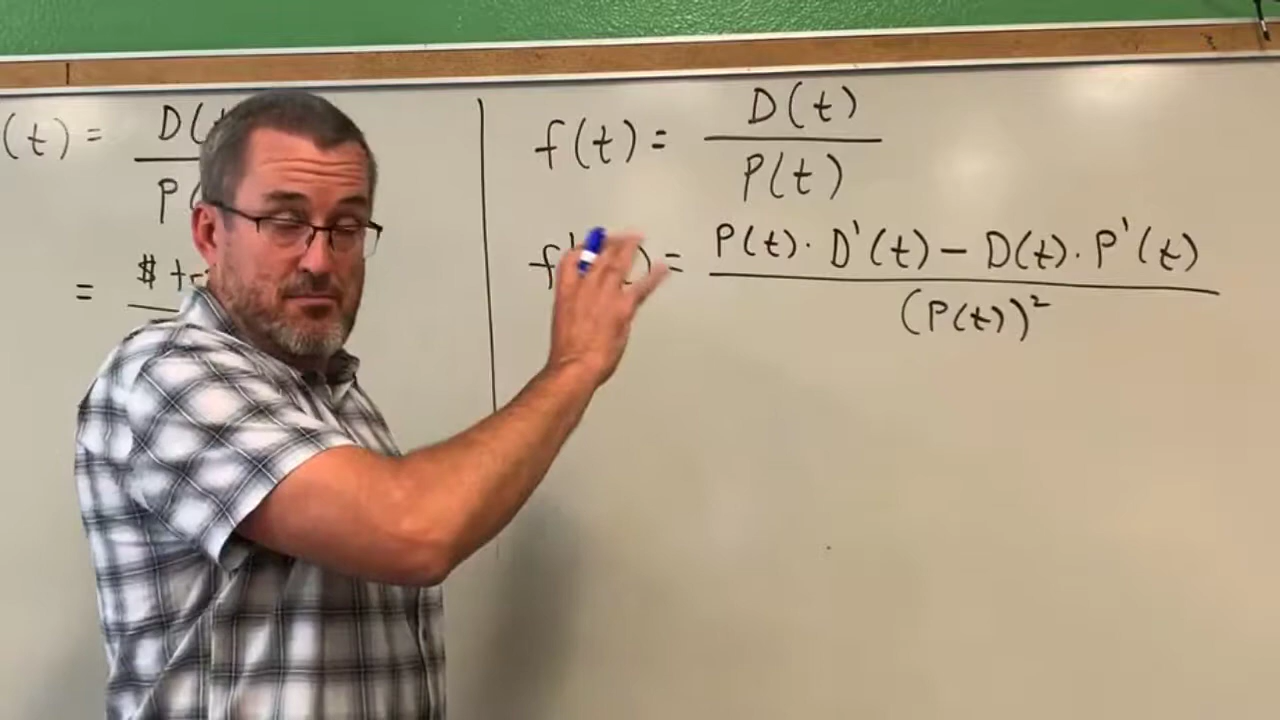 (t) = D(
P(
= $
f(t) = D(t)
P(t)
= P(t) · D'(t) − D(t) · P'(t)
(P(t))²